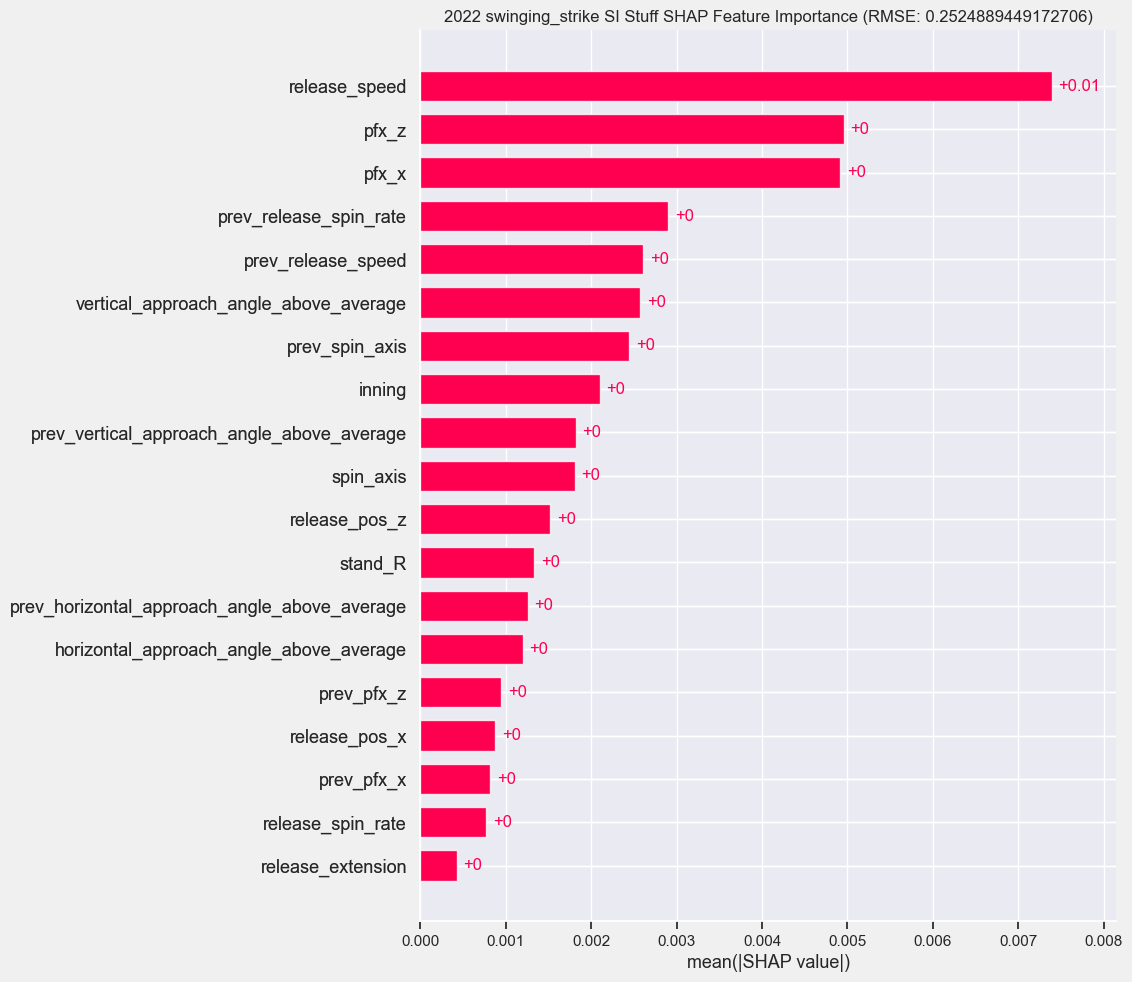 2022 swinging_strike SI Stuff SHAP Feature Importance (RMSE: 0.2524889449172706)
release_speed +0.01
pfx_z +0
pfx_x +0
prev_release_spin_rate +0
prev_release_speed +0
vertical_approach_angle_above_average +0
prev_spin_axis +0
inning +0
prev_vertical_approach_angle_above_average +0
spin_axis +0
release_pos_z +0
stand_R +0
prev_horizontal_approach_angle_above_average +0
horizontal_approach_angle_above_average +0
prev_pfx_z +0
release_pos_x +0
prev_pfx_x +0
release_spin_rate +0
release_extension +0
0.000 0.001 0.002 0.003 0.004 0.005 0.006 0.007 0.008
mean(|SHAP value|)